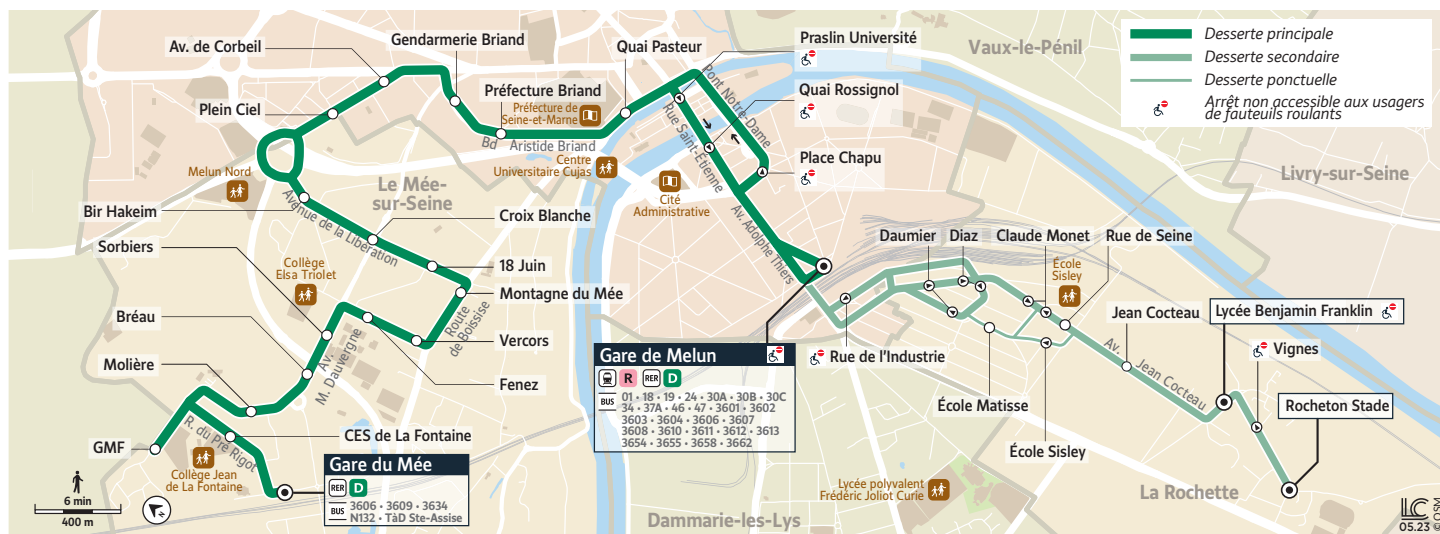 Av. de Corbeil
Gendarmerie Briand
Quai Pasteur
Praslin Université
Vaux-le-Pénil
Desserte principale
Desserte secondaire
Desserte ponctuelle
Arrêt non accessible aux usagers
de fauteuils roulants
Plein Ciel
Préfecture Briand
Préfecture de
Seine-et-Marne
Bd
Aristide Briand
Pont Notre-Dame
Quai Rossignol
Rue Saint-Étienne
Place Chapu
Melun Nord
Centre
Universitaire Cujas
Cité
Administrative
Le Mée-
sur-Seine
Livry-sur-Seine
Bir Hakeim
Avenue de la Libération
Croix Blanche
Sorbiers
Collège
Elsa Triolet
18 Juin
Montagne du Mée
Route
de Boissise
Av. Adolphe Thiers
Daumier
Diaz
Claude Monet
Rue de Seine
École
Sisley
Bréau
Av.
M. Dauvergne
Vercors
Fenez
Molière
Jean Cocteau
Lycée Benjamin Franklin
Vignes
Rue de l'Industrie
Av.
Jean Cocteau
Gare de Melun
R
RER
D
BUS
01 • 18 • 19 • 24 • 30A • 30B • 30C
34 • 37A • 46 • 47 • 3601 • 3602
3603 • 3604 • 3606 • 3607
3608 • 3610 • 3611 • 3612 • 3613
3654 • 3655 • 3658 • 3662
École Matisse
École Sisley
Rocheton Stade
GMF
R. du Pré Rigot
CES de La Fontaine
Collège Jean
de La Fontaine
Gare du Mée
RER
D
BUS
3606 • 3609 • 3634
N132 • TàD Ste-Assise
6 min
400 m
Lycée polyvalent
Frédéric Joliot Curie
La Rochette
Dammarie-les-Lys
LC
05.23 © OSM